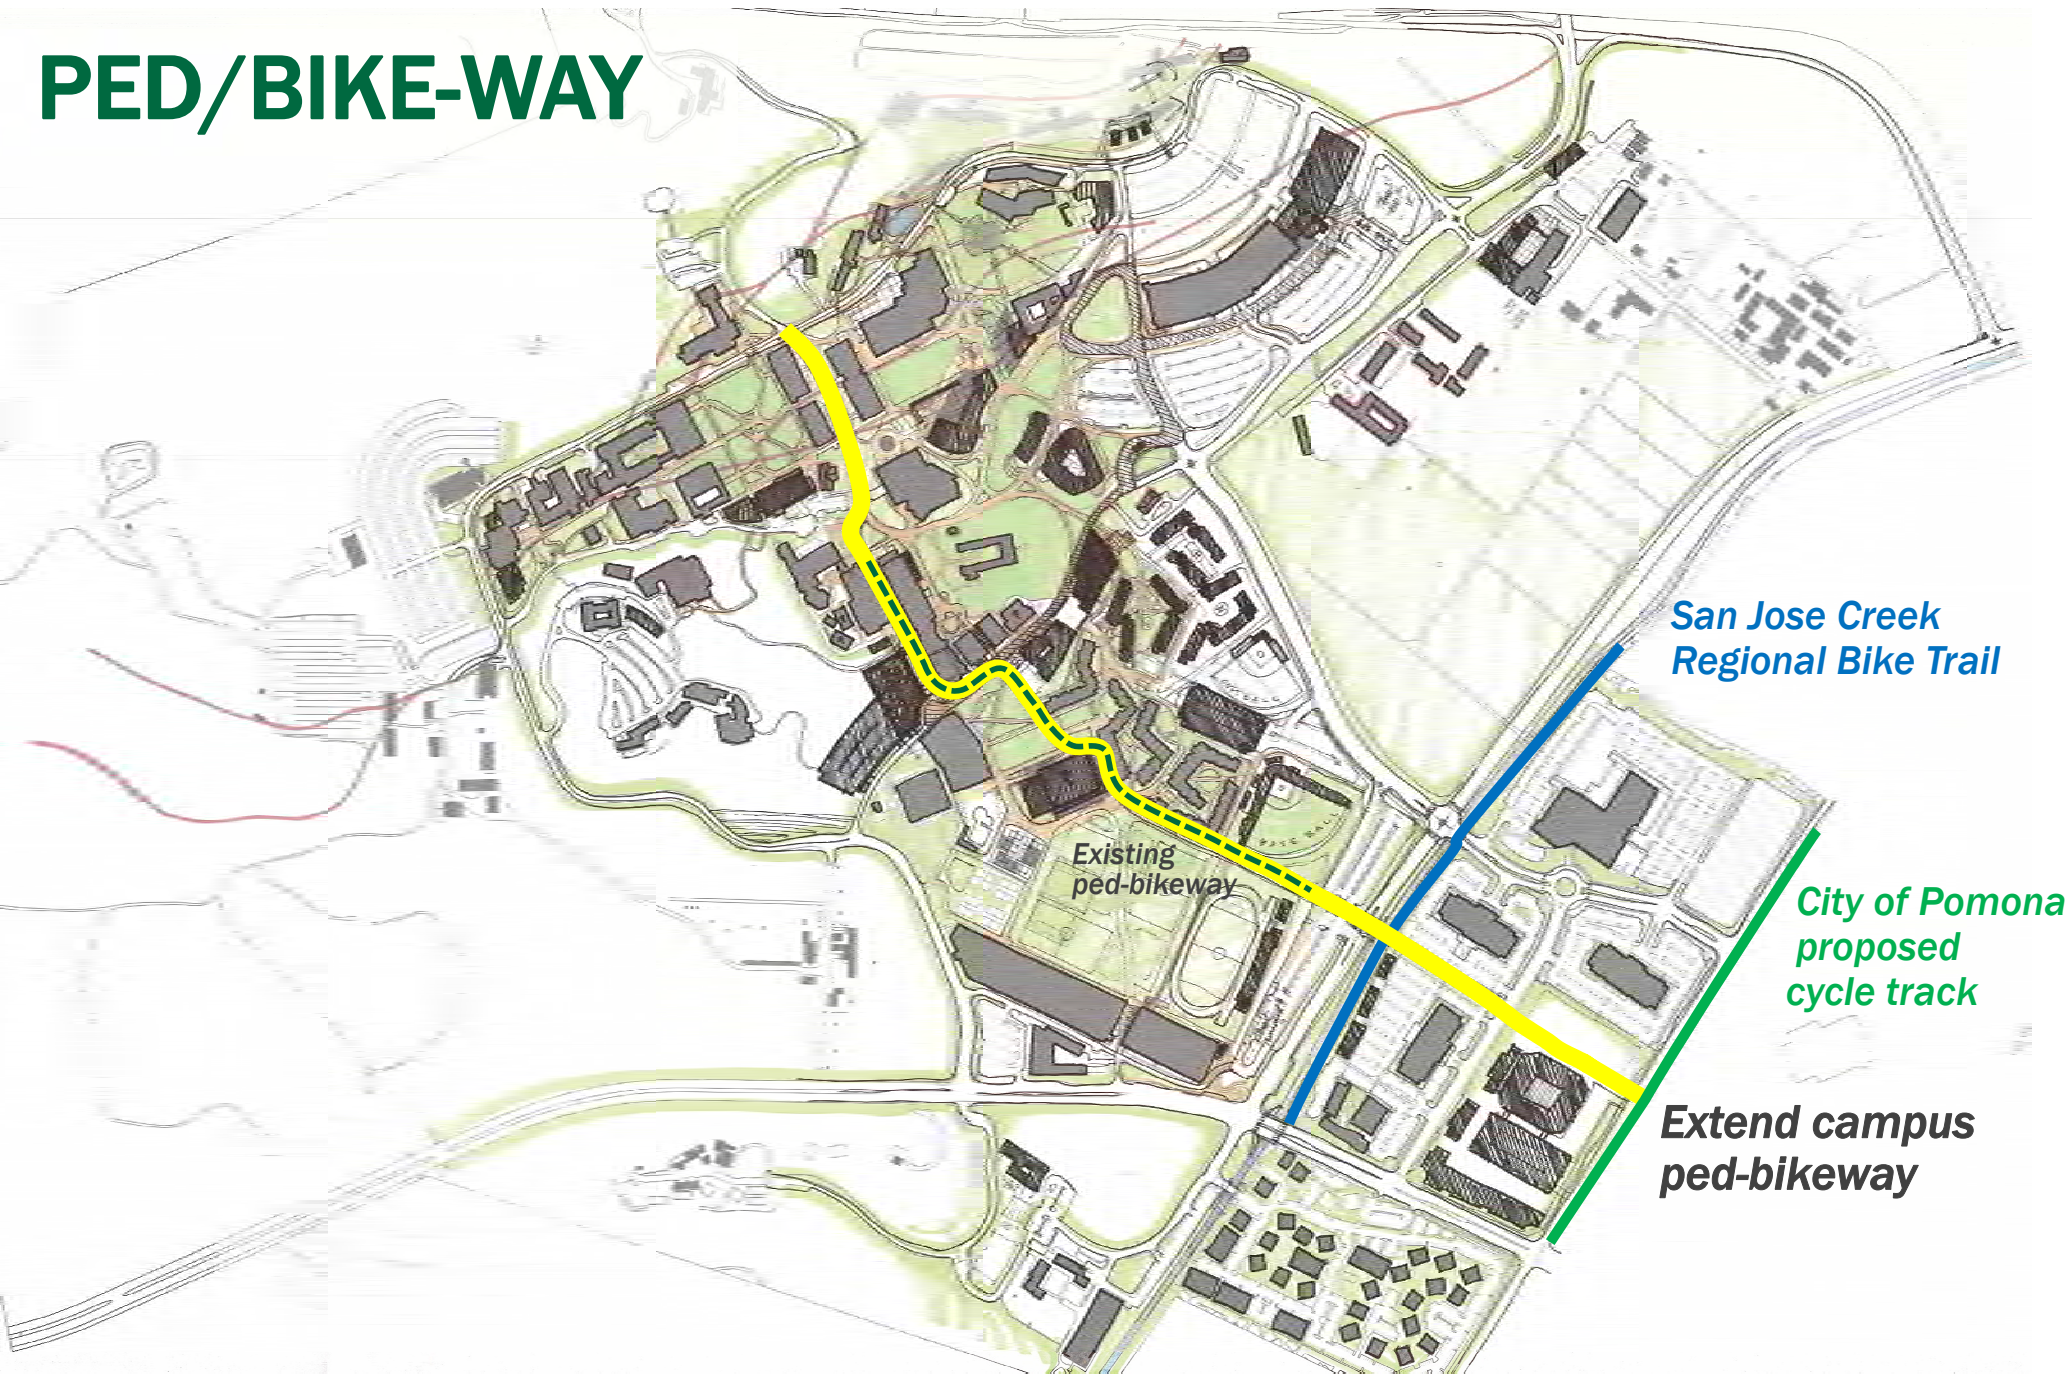 PED/BIKE-WAY
San Jose Creek
Regional Bike Trail
Existing
ped-bikeway
City of Pomona
proposed
cycle track
Extend campus
ped-bikeway